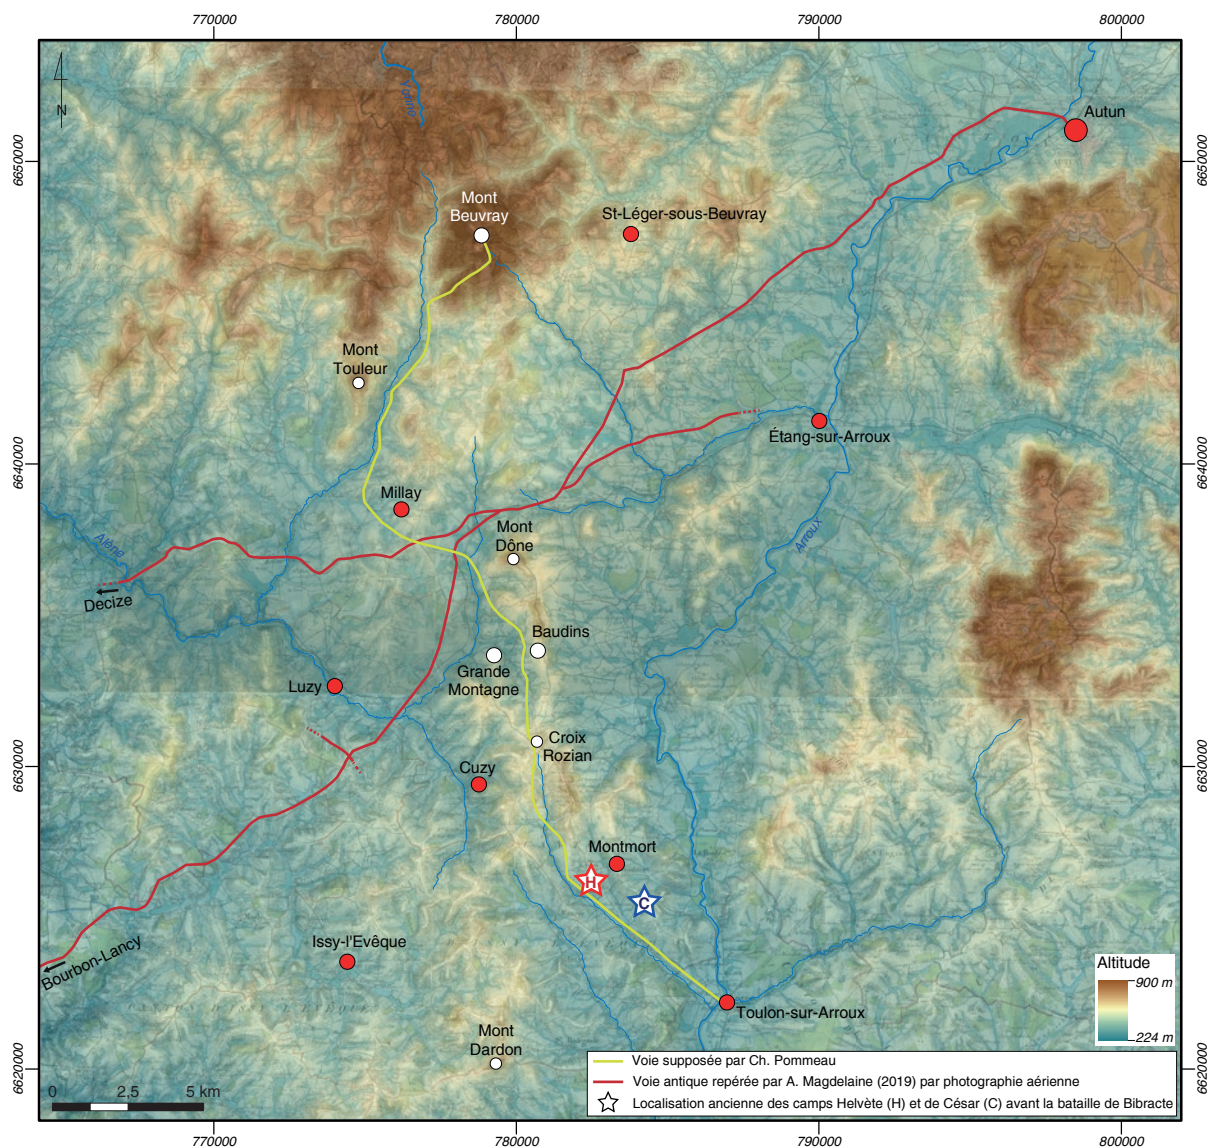 770000
780000
790000
800000
N
Yonne
Autun
6650000
6650000
Mont
Beuvray
St-Léger-sous-Beuvray
Mont
Touleur
Étang-sur-Arroux
6640000
6640000
Millay
Mont
Dône
Arroux
Alène
Decize
Baudins
Grande
Montagne
Luzy
Croix
Rozian
6630000
6630000
Cuzy
Montmort
H
C
Issy-l'Evêque
Bourbon-Lancy
Toulon-sur-Arroux
Mont
Dardon
Altitude
900 m
224 m
6620000
6620000
0 2,5 5 km
Voie supposée par Ch. Pommeau
Voie antique repérée par A. Magdelaine (2019) par photographie aérienne
Localisation ancienne des camps Helvète (H) et de César (C) avant la bataille de Bibracte
770000
780000
790000
800000